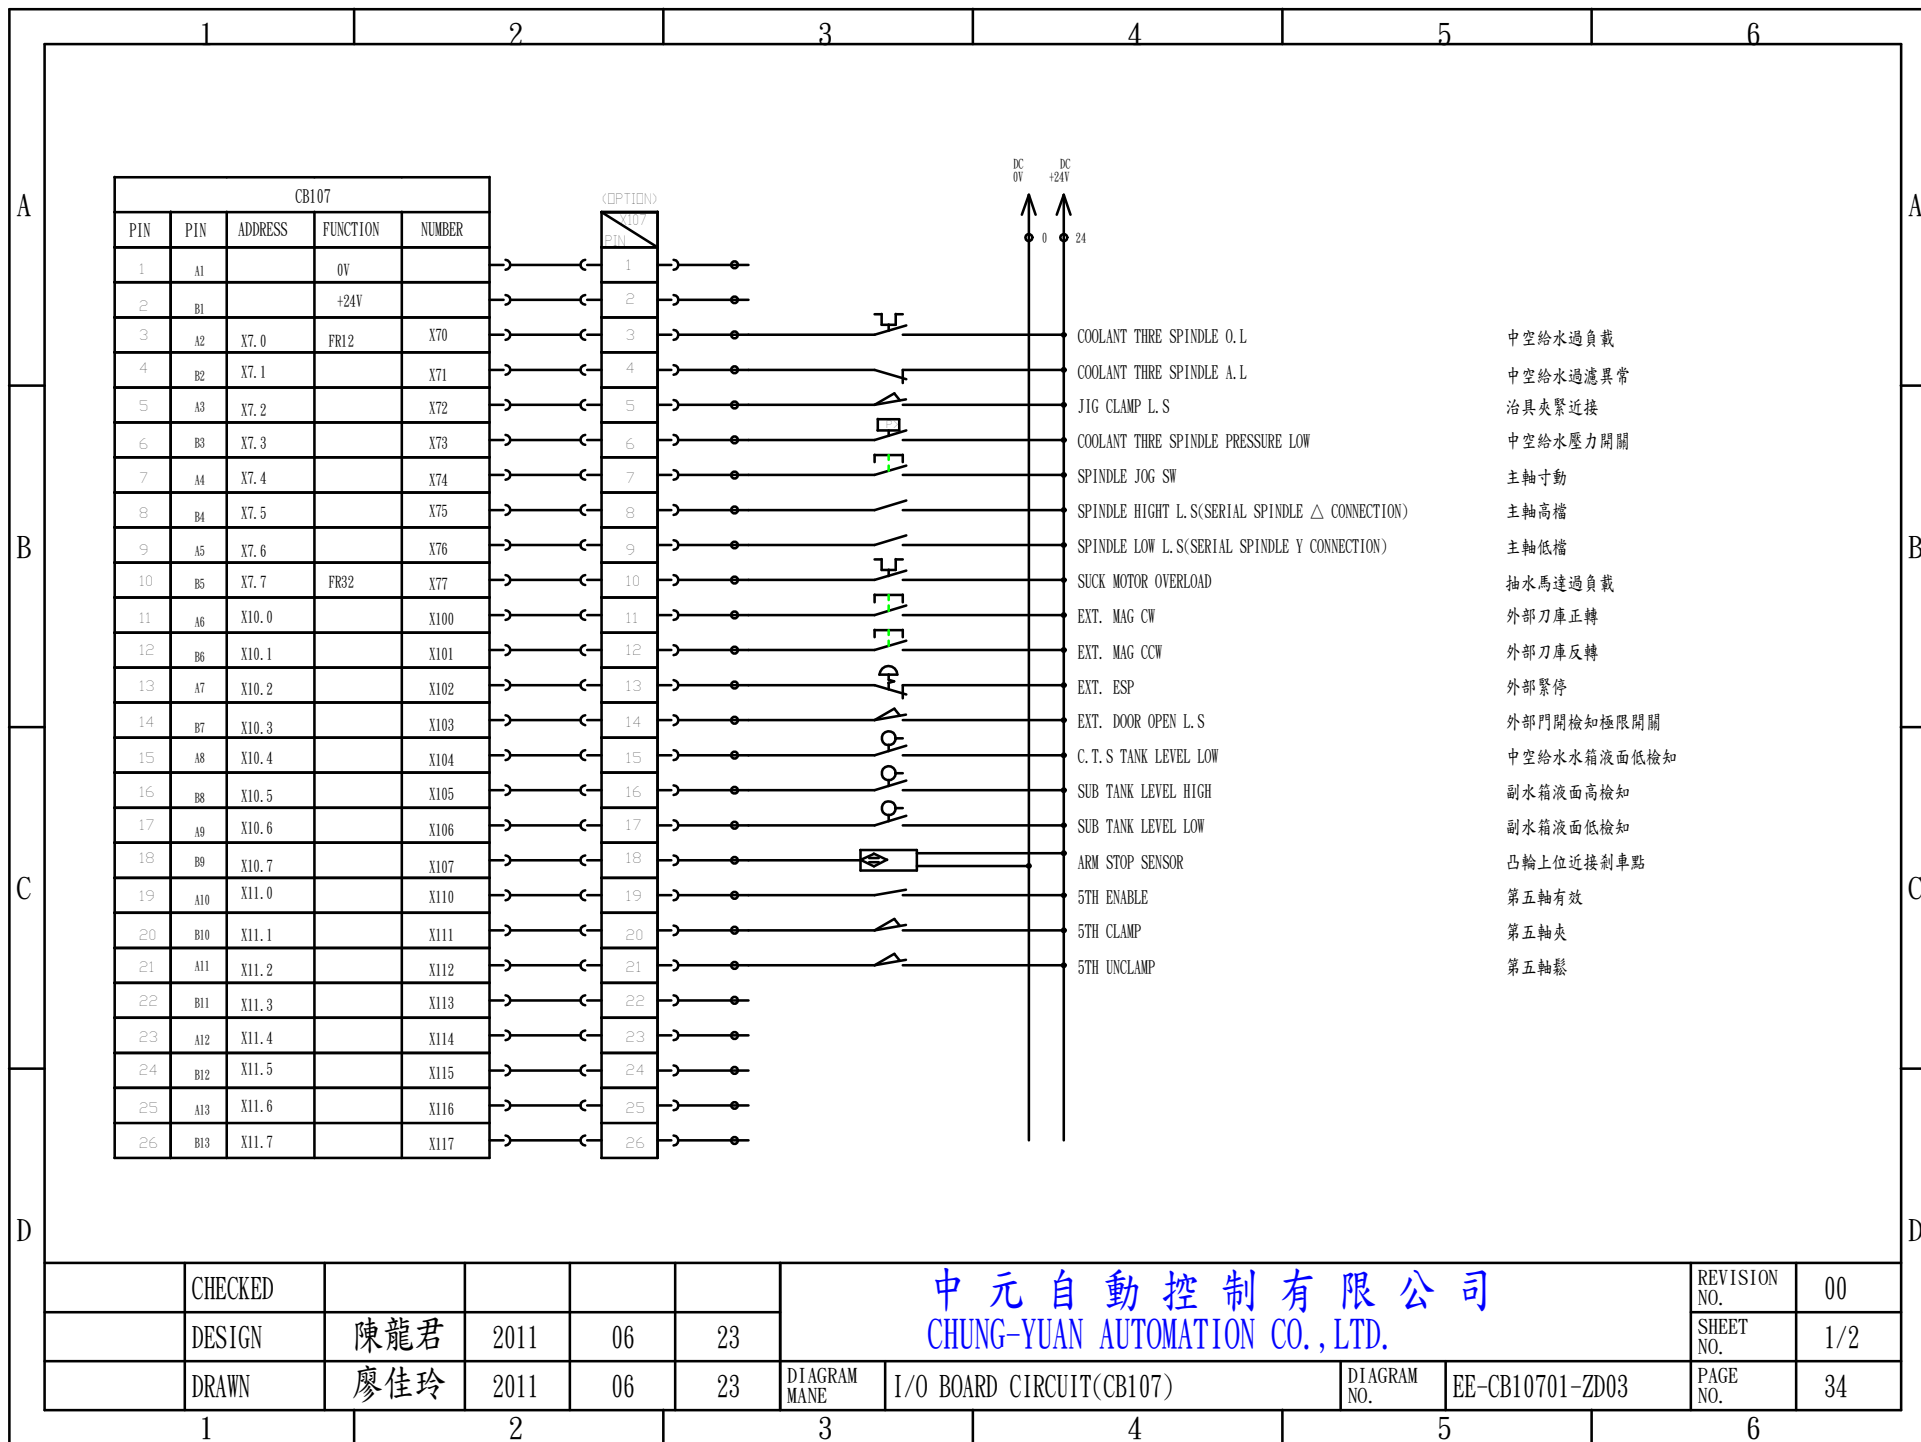 1 2 3 4 5 6
A A
B B
C C
D D
CB107
PIN PIN ADDRESS FUNCTION NUMBER
(OPTION)
X107
PIN
DC 0V
DC +24V
0 24
1 A1 0V 1
2 B1 +24V 2
3 A2 X7.0 FR12 X70 3 COOLANT THRE SPINDLE O.L 中空給水過負載
4 B2 X7.1 X71 4 COOLANT THRE SPINDLE A.L 中空給水過濾異常
5 A3 X7.2 X72 5 JIG CLAMP L.S 治具夾緊近接
6 B3 X7.3 X73 6 COOLANT THRE SPINDLE PRESSURE LOW 中空給水壓力開關
7 A4 X7.4 X74 7 SPINDLE JOG SW 主軸寸動
8 B4 X7.5 X75 8 SPINDLE HIGHT L.S(SERIAL SPINDLE △ CONNECTION) 主軸高檔
9 A5 X7.6 X76 9 SPINDLE LOW L.S(SERIAL SPINDLE Y CONNECTION) 主軸低檔
10 B5 X7.7 FR32 X77 10 SUCK MOTOR OVERLOAD 抽水馬達過負載
11 A6 X10.0 X100 11 EXT. MAG CW 外部刀庫正轉
12 B6 X10.1 X101 12 EXT. MAG CCW 外部刀庫反轉
13 A7 X10.2 X102 13 EXT. ESP 外部緊停
14 B7 X10.3 X103 14 EXT. DOOR OPEN L.S 外部門開檢知極限開關
15 A8 X10.4 X104 15 C.T.S TANK LEVEL LOW 中空給水水箱液面低檢知
16 B8 X10.5 X105 16 SUB TANK LEVEL HIGH 副水箱液面高檢知
17 A9 X10.6 X106 17 SUB TANK LEVEL LOW 副水箱液面低檢知
18 B9 X10.7 X107 18 ARM STOP SENSOR 凸輪上位近接剎車點
19 A10 X11.0 X110 19 5TH ENABLE 第五軸有效
20 B10 X11.1 X111 20 5TH CLAMP 第五軸夾
21 A11 X11.2 X112 21 5TH UNCLAMP 第五軸鬆
22 B11 X11.3 X113 22
23 A12 X11.4 X114 23
24 B12 X11.5 X115 24
25 A13 X11.6 X116 25
26 B13 X11.7 X117 26
CHECKED
DESIGN 陳龍君 2011 06 23
DRAWN 廖佳玲 2011 06 23
中元自動控制有限公司
CHUNG-YUAN AUTOMATION CO.,LTD.
DIAGRAM MANE I/O BOARD CIRCUIT(CB107)
DIAGRAM NO. EE-CB10701-ZD03
REVISION NO. 00
SHEET NO. 1/2
PAGE NO. 34
1 2 3 4 5 6